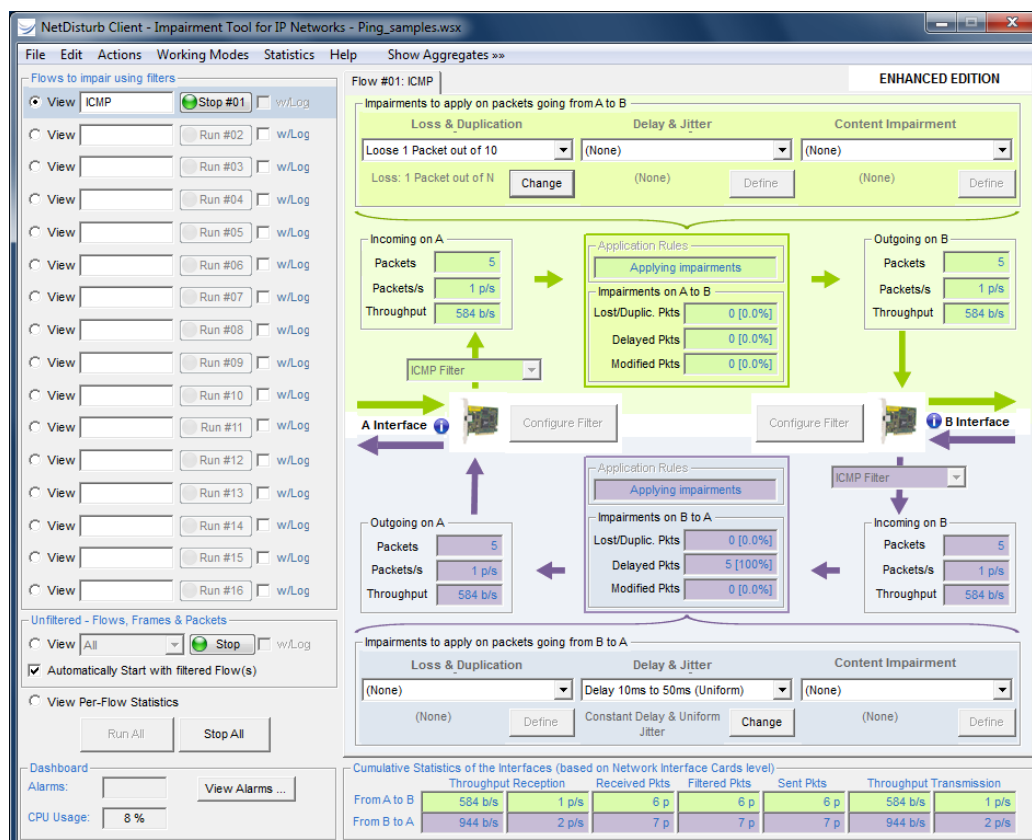 NetDisturb Client - Impairment Tool for IP Networks - Ping_samples.wsx
File Edit Actions Working Modes Statistics Help Show Aggregates »»
Flows to impair using filters
View ICMP Stop #01 w/Log
View Run #02 w/Log
View Run #03 w/Log
View Run #04 w/Log
View Run #05 w/Log
View Run #06 w/Log
View Run #07 w/Log
View Run #08 w/Log
View Run #09 w/Log
View Run #10 w/Log
View Run #11 w/Log
View Run #12 w/Log
View Run #13 w/Log
View Run #14 w/Log
View Run #15 w/Log
View Run #16 w/Log
Unfiltered - Flows, Frames & Packets
View All Stop w/Log
Automatically Start with filtered Flow(s)
View Per-Flow Statistics
Run All Stop All
Dashboard
Alarms: View Alarms ...
CPU Usage: 8 %
Flow #01: ICMP
ENHANCED EDITION
Impairments to apply on packets going from A to B
Loss & Duplication Delay & Jitter Content Impairment
Loose 1 Packet out of 10 (None) (None)
Loss: 1 Packet out of N Change (None) Define (None) Define
Incoming on A
Packets 5
Packets/s 1 p/s
Throughput 584 b/s
Application Rules
Applying impairments
Impairments on A to B
Lost/Duplic. Pkts 0 [0.0%]
Delayed Pkts 0 [0.0%]
Modified Pkts 0 [0.0%]
Outgoing on B
Packets 5
Packets/s 1 p/s
Throughput 584 b/s
ICMP Filter
A Interface Configure Filter Configure Filter B Interface
ICMP Filter
Outgoing on A
Packets 5
Packets/s 1 p/s
Throughput 584 b/s
Application Rules
Applying impairments
Impairments on B to A
Lost/Duplic. Pkts 0 [0.0%]
Delayed Pkts 5 [100%]
Modified Pkts 0 [0.0%]
Incoming on B
Packets 5
Packets/s 1 p/s
Throughput 584 b/s
Impairments to apply on packets going from B to A
Loss & Duplication Delay & Jitter Content Impairment
(None) Delay 10ms to 50ms (Uniform) (None)
(None) Define Constant Delay & Uniform Change (None) Define
Jitter
Cumulative Statistics of the Interfaces (based on Network Interface Cards level)
Throughput Reception Received Pkts Filtered Pkts Sent Pkts Throughput Transmission
From A to B 584 b/s 1 p/s 6 p 6 p 6 p 584 b/s 1 p/s
From B to A 944 b/s 2 p/s 7 p 7 p 7 p 944 b/s 2 p/s